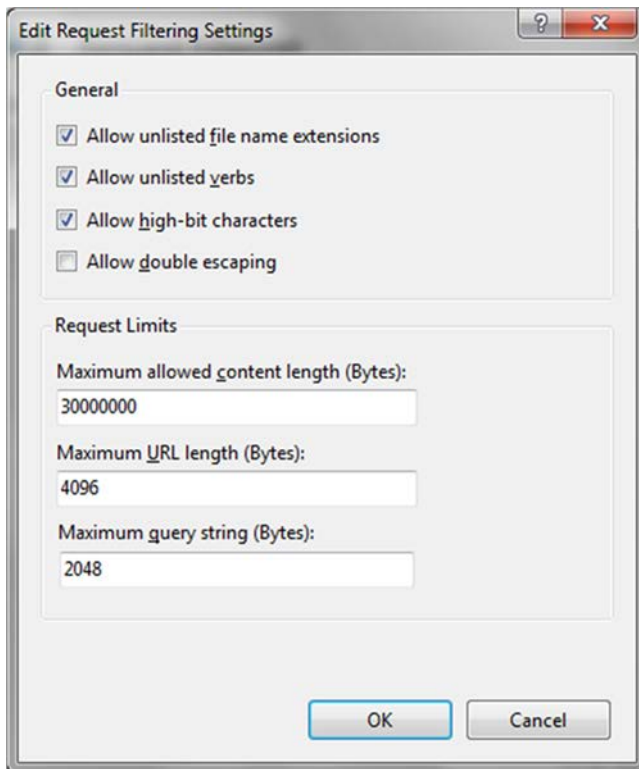 Edit Request Filtering Settings
?
General
Allow unlisted file name extensions
Allow unlisted verbs
Allow high-bit characters
Allow double escaping
Request Limits
Maximum allowed content length (Bytes):
30000000
Maximum URL length (Bytes):
4096
Maximum query string (Bytes):
2048
OK Cancel